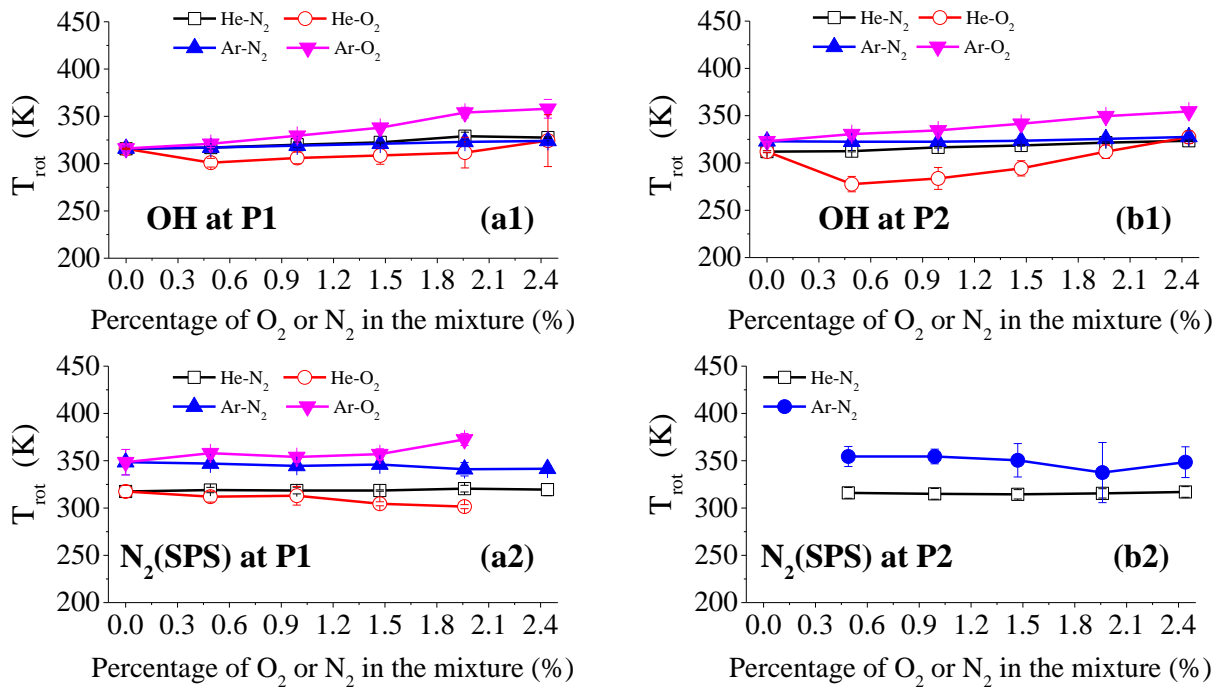 450
400
350
300
250
200
T_rot (K)
He-N₂ He-O₂
Ar-N₂ Ar-O₂
OH at P1 (a1)
0.0 0.3 0.6 0.9 1.2 1.5 1.8 2.1 2.4
Percentage of O₂ or N₂ in the mixture (%)
450
400
350
300
250
200
T_rot (K)
He-N₂ He-O₂
Ar-N₂ Ar-O₂
OH at P2 (b1)
0.0 0.3 0.6 0.9 1.2 1.5 1.8 2.1 2.4
Percentage of O₂ or N₂ in the mixture (%)
450
400
350
300
250
200
T_rot (K)
He-N₂ He-O₂
Ar-N₂ Ar-O₂
N₂(SPS) at P1 (a2)
0.0 0.3 0.6 0.9 1.2 1.5 1.8 2.1 2.4
Percentage of O₂ or N₂ in the mixture (%)
450
400
350
300
250
200
T_rot (K)
He-N₂
Ar-N₂
N₂(SPS) at P2 (b2)
0.0 0.3 0.6 0.9 1.2 1.5 1.8 2.1 2.4
Percentage of O₂ or N₂ in the mixture (%)